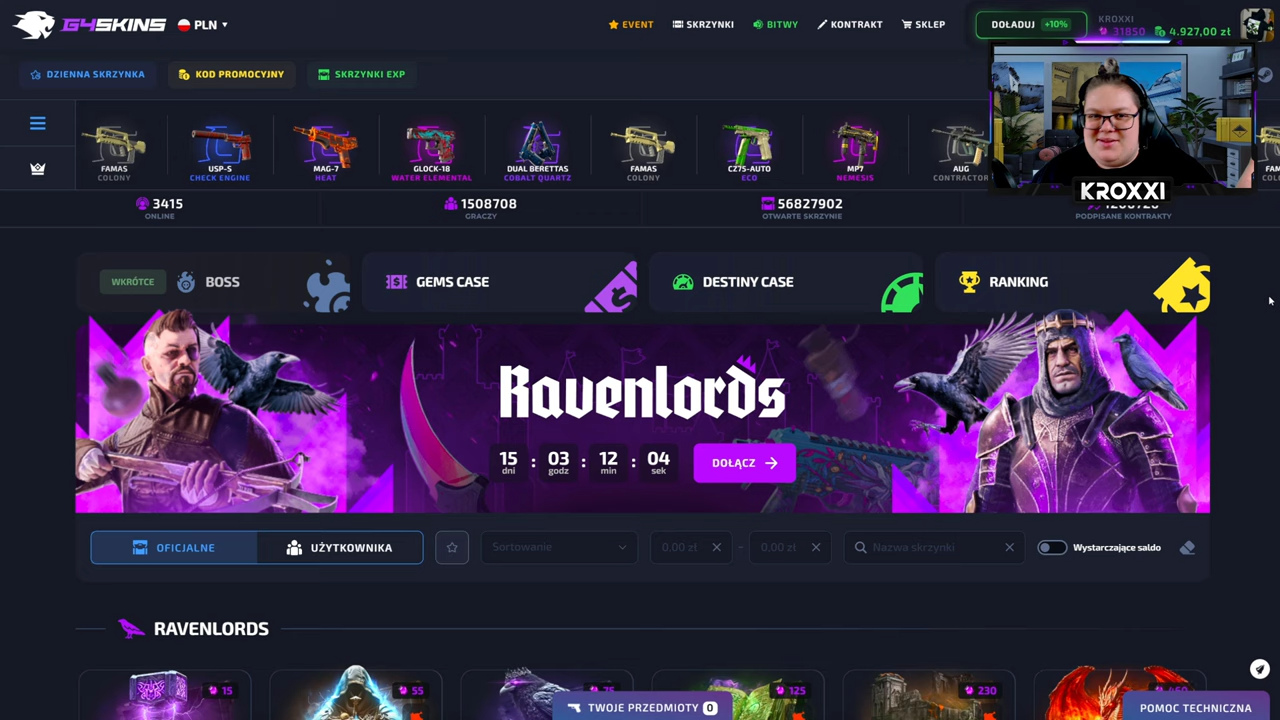 G4SKINS
PLN
EVENT
SKRZYNKI
BITWY
KONTRAKT
SKLEP
DOŁADUJ +10%
KROXXI
31850 4.927,00 zł
DZIENNA SKRZYNKA
KOD PROMOCYJNY
SKRZYNKI EXP
FAMAS
COLONY
USP-S
CHECK ENGINE
MAG-7
HEAT
GLOCK-18
WATER ELEMENTAL
DUAL BERETTAS
COBALT QUARTZ
FAMAS
COLONY
CZ75-AUTO
ECO
MP7
NEMESIS
AUG
CONTRACTOR
KROXXI
3415
ONLINE
1508708
GRACZY
56827902
OTWARTE SKRZYNIE
PODPISANE KONTRAKTY
WKRÓTCE
BOSS
GEMS CASE
DESTINY CASE
RANKING
Ravenlords
15 : 03 : 12 : 04
dni godz min sek
DOŁĄCZ
OFICJALNE
UŻYTKOWNIKA
Sortowanie
0.00 zł
-
0.00 zł
Nazwa skrzynki
Wystarczające saldo
RAVENLORDS
15
55
75
125
230
460
TWOJE PRZEDMIOTY 0
POMOC TECHNICZNA